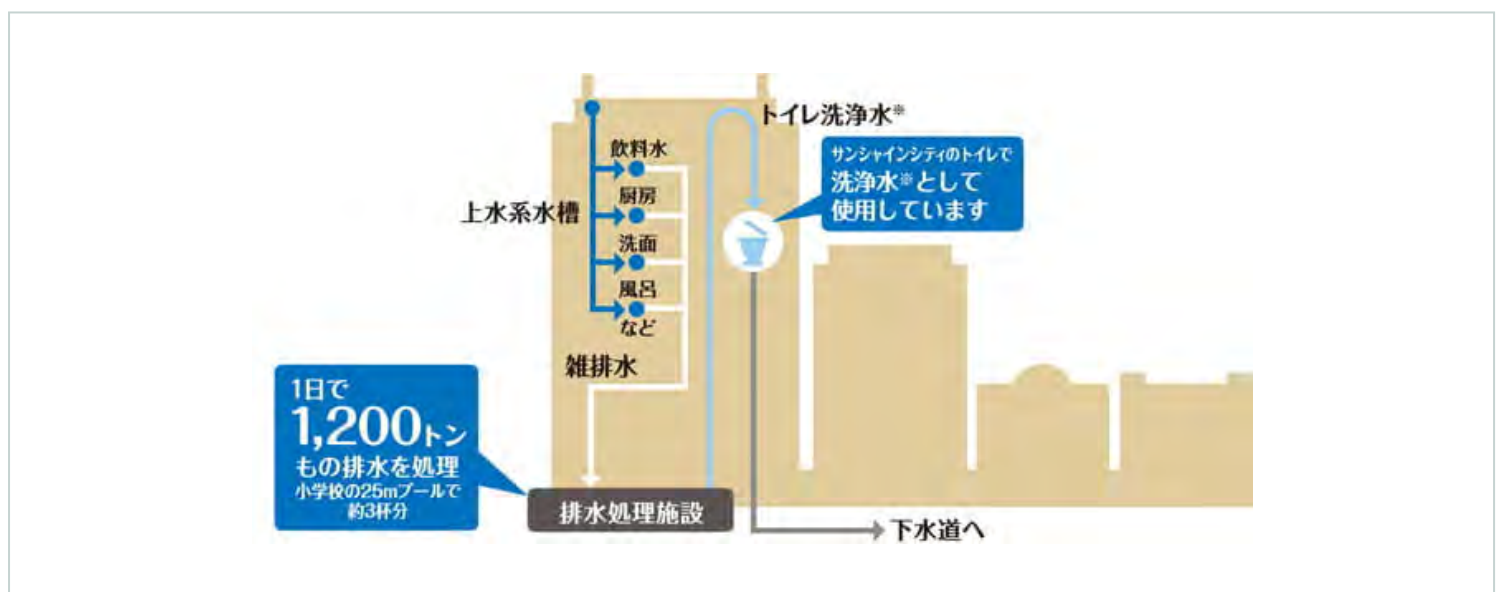 トイレ洗浄水※
サンシャインシティのトイレで
洗浄水※として
使用しています
飲料水
厨房
上水系水槽
洗面
風呂
など
雑排水
1日で
1,200トン
もの排水を処理
小学校の25mプールで
約3杯分
排水処理施設
下水道へ